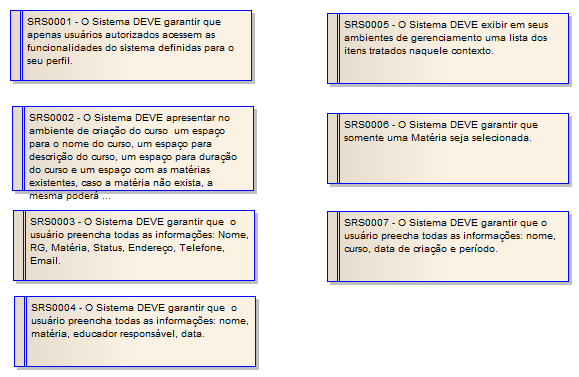 SRS0001 - O Sistema DEVE garantir que
apenas usuários autorizados acessem as
funcionalidades do sistema definidas para o
seu perfil.
SRS0002 - O Sistema DEVE apresentar no
ambiente de criação do curso  um espaço
para o nome do curso, um espaço para
descrição do curso, um espaço para duração
do curso e um espaço com as matérias
existentes, caso a matéria não exista, a
mesma poderá ...
SRS0003 - O Sistema DEVE garantir que  o
usuário preencha todas as informações: Nome,
RG, Matéria, Status, Endereço, Telefone,
Email.
SRS0004 - O Sistema DEVE garantir que  o
usuário preencha todas as informações: nome,
matéria, educador responsável, data.
SRS0005 - O Sistema DEVE exibir em seus
ambientes de gerenciamento uma lista dos
itens tratados naquele contexto.
SRS0006 - O Sistema DEVE garantir que
somente uma Matéria seja selecionada.
SRS0007 - O Sistema DEVE garantir que o
usuário preecha todas as informações: nome,
curso, data de criação e período.